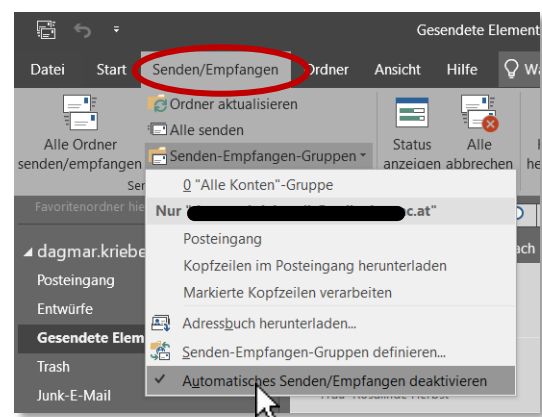 Gesendete Element
Datei Start Senden/Empfangen Ordner Ansicht Hilfe
Ordner aktualisieren
Alle senden
Senden-Empfangen-Gruppen
Alle Ordner
senden/empfangen
Status
anzeigen
Alle
abbrechen
0 "Alle Konten"-Gruppe
Favoritenordner
Nur " c.at"
Posteingang
Kopfzeilen im Posteingang herunterladen
Markierte Kopfzeilen verarbeiten
Adressbuch herunterladen...
Senden-Empfangen-Gruppen definieren...
Automatisches Senden/Empfangen deaktivieren
dagmar.kriebe
Posteingang
Entwürfe
Gesendete Elem
Trash
Junk-E-Mail